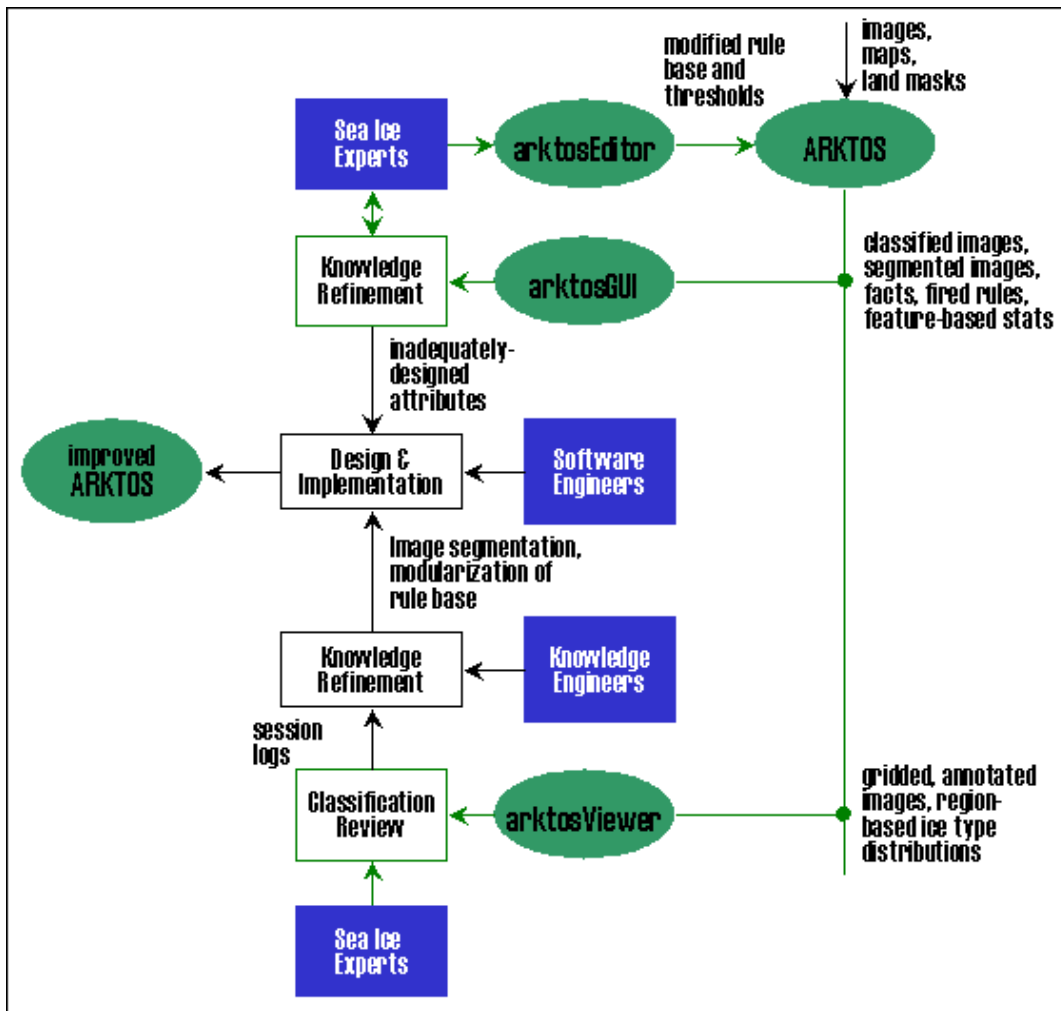 modified rule
base and
thresholds
images,
maps,
land masks
Sea Ice
Experts
arktosEditor
ARKTOS
Knowledge
Refinement
arktosGUI
classified images,
segmented images,
facts, fired rules,
feature-based stats
inadequately-
designed
attributes
improved
ARKTOS
Design &
Implementation
Software
Engineers
Image segmentation,
modularization of
rule base
Knowledge
Refinement
Knowledge
Engineers
session
logs
Classification
Review
arktosViewer
gridded, annotated
images, region-
based ice type
distributions
Sea Ice
Experts